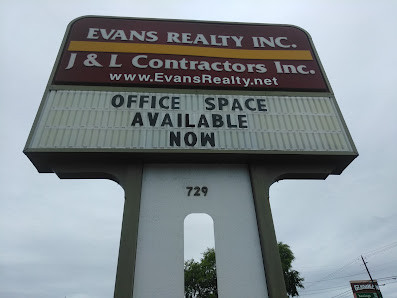 EVANS REALTY INC.
J & L Contractors Inc.
www.EvansRealty.net
OFFICE SPACE
AVAILABLE
NOW
729